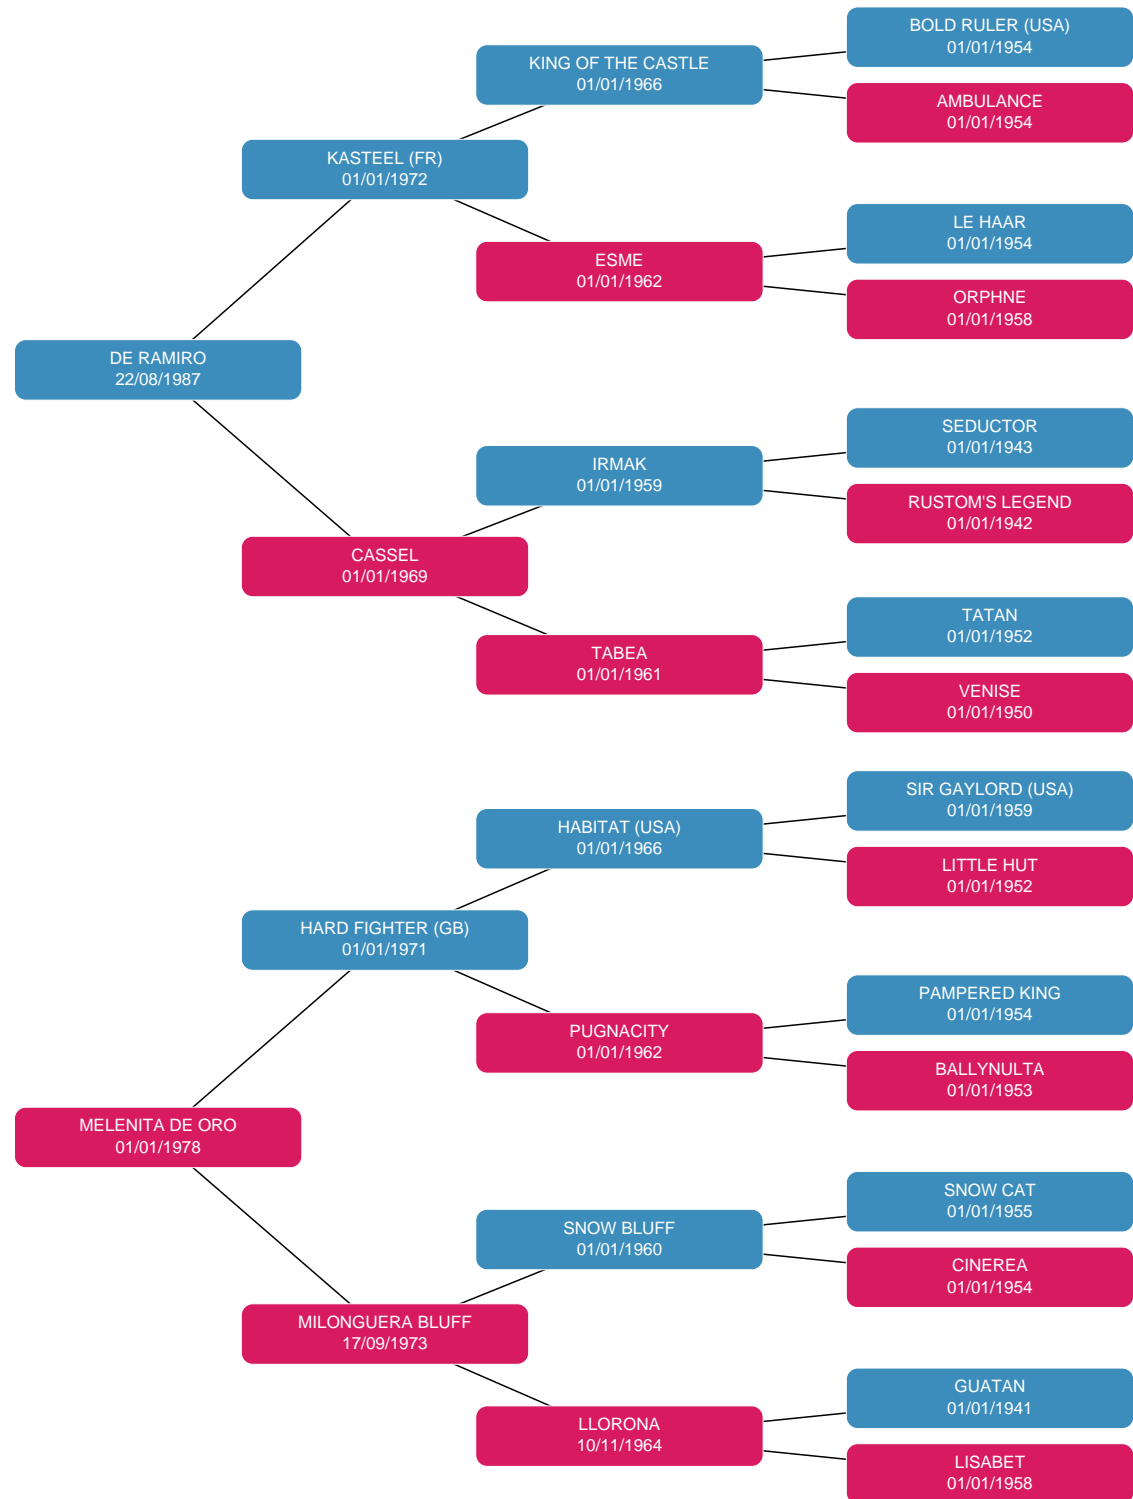 BOLD RULER (USA)
01/01/1954
KING OF THE CASTLE
01/01/1966
AMBULANCE
01/01/1954
KASTEEL (FR)
01/01/1972
LE HAAR
01/01/1954
ESME
01/01/1962
ORPHNE
01/01/1958
DE RAMIRO
22/08/1987
SEDUCTOR
01/01/1943
IRMAK
01/01/1959
RUSTOM'S LEGEND
01/01/1942
CASSEL
01/01/1969
TATAN
01/01/1952
TABEA
01/01/1961
VENISE
01/01/1950
SIR GAYLORD (USA)
01/01/1959
HABITAT (USA)
01/01/1966
LITTLE HUT
01/01/1952
HARD FIGHTER (GB)
01/01/1971
PAMPERED KING
01/01/1954
PUGNACITY
01/01/1962
BALLYNULTA
01/01/1953
MELENITA DE ORO
01/01/1978
SNOW CAT
01/01/1955
SNOW BLUFF
01/01/1960
CINEREA
01/01/1954
MILONGUERA BLUFF
17/09/1973
GUATAN
01/01/1941
LLORONA
10/11/1964
LISABET
01/01/1958